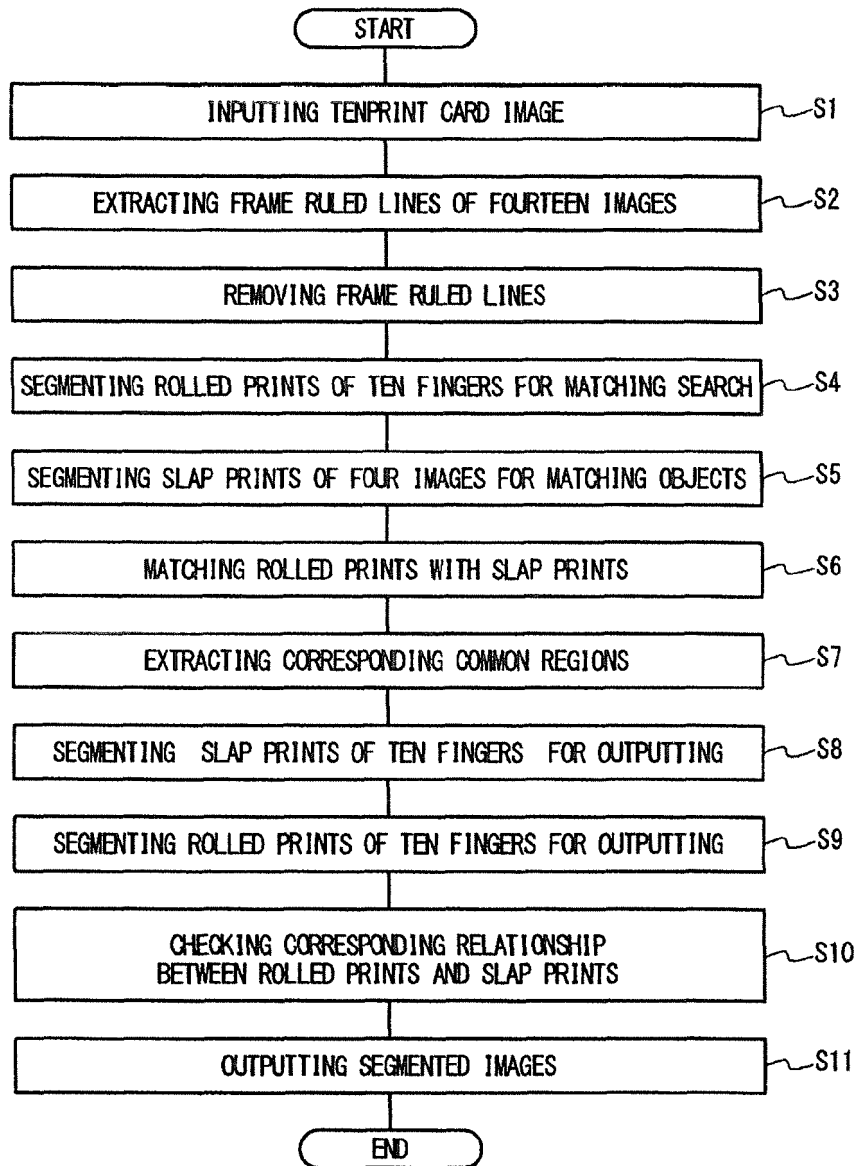 START
INPUTTING TENPRINT CARD IMAGE S1
EXTRACTING FRAME RULED LINES OF FOURTEEN IMAGES S2
REMOVING FRAME RULED LINES S3
SEGMENTING ROLLED PRINTS OF TEN FINGERS FOR MATCHING SEARCH S4
SEGMENTING SLAP PRINTS OF FOUR IMAGES FOR MATCHING OBJECTS S5
MATCHING ROLLED PRINTS WITH SLAP PRINTS S6
EXTRACTING CORRESPONDING COMMON REGIONS S7
SEGMENTING SLAP PRINTS OF TEN FINGERS FOR OUTPUTTING S8
SEGMENTING ROLLED PRINTS OF TEN FINGERS FOR OUTPUTTING S9
CHECKING CORRESPONDING RELATIONSHIP
BETWEEN ROLLED PRINTS AND SLAP PRINTS S10
OUTPUTTING SEGMENTED IMAGES S11
END